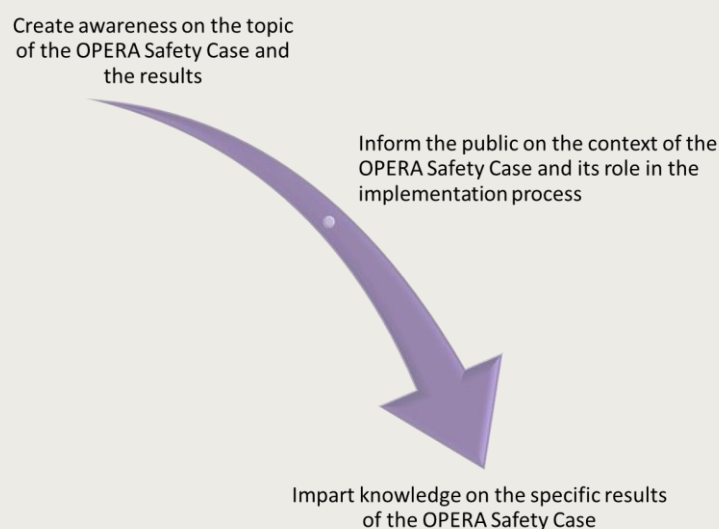 Create awareness on the topic
of the OPERA Safety Case and
the results
Inform the public on the context of the
OPERA Safety Case and its role in the
implementation process
Impart knowledge on the specific results
of the OPERA Safety Case